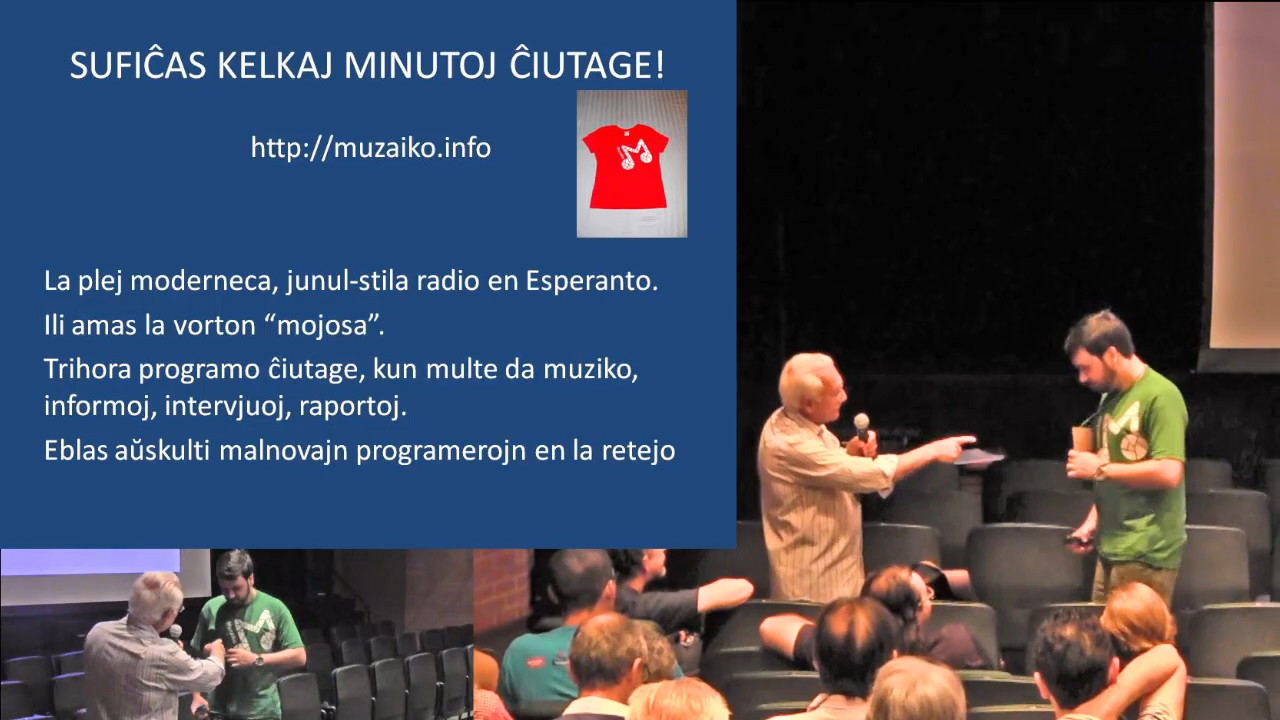 SUFIĈAS KELKAJ MINUTOJ ĈIUTAGE!
http://muzaiko.info
La plej moderneca, junul-stila radio en Esperanto.
Ili amas la vorton “mojosa”.
Trihora programo ĉiutage, kun multe da muziko,
informoj, intervjuoj, raportoj.
Eblas aŭskulti malnovajn programerojn en la retejo